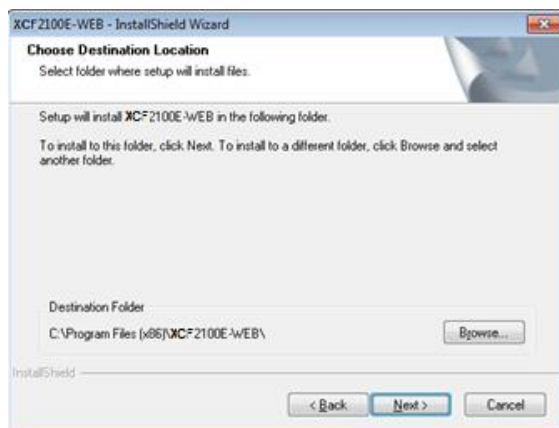 XCF2100E-WEB - InstallShield Wizard
Choose Destination Location
Select folder where setup will install files.
Setup will install XCF2100E-WEB in the following folder.
To install to this folder, click Next. To install to a different folder, click Browse and select
another folder.
Destination Folder
C:\Program Files (x86)\XCF2100E-WEB\
Browse...
InstallShield
< Back
Next >
Cancel